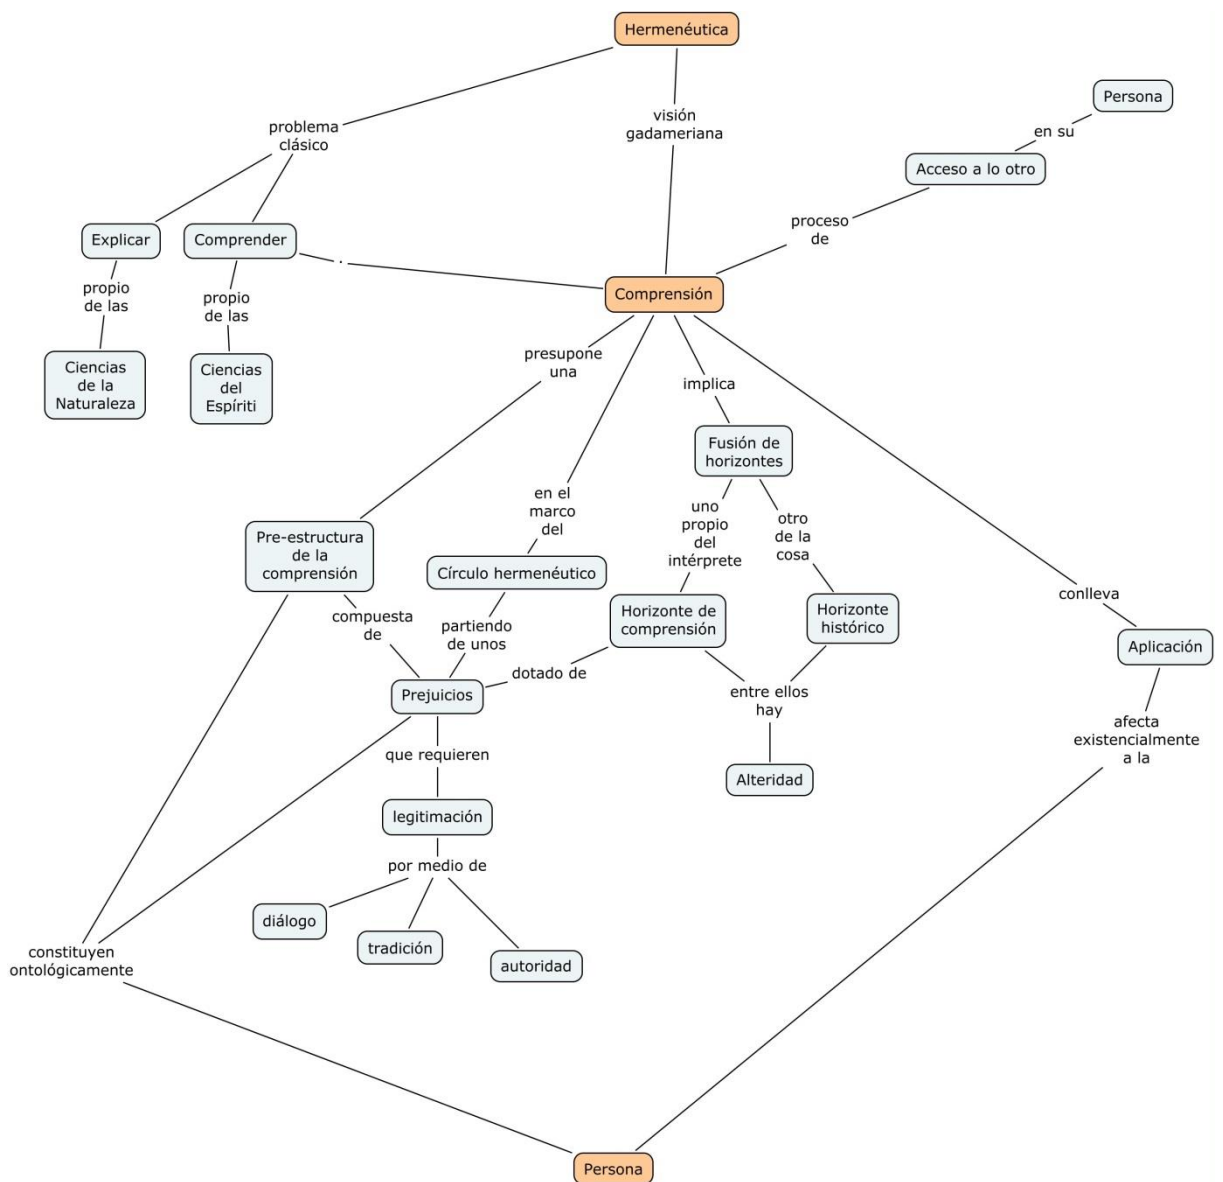 Hermenéutica
Persona
visión
gadameriana
problema
clásico
en su
Acceso a lo otro
proceso
de
Explicar
Comprender
.
propio
de las
propio
de las
Comprensión
Ciencias
de la
Naturaleza
Ciencias
del
Espíriti
presupone
una
implica
Fusión de
horizontes
en el
marco
del
uno
propio
del
intérprete
otro
de la
cosa
Pre-estructura
de la
comprensión
Círculo hermenéutico
conlleva
compuesta
de
partiendo
de unos
Horizonte de
comprensión
Horizonte
histórico
Aplicación
dotado de
Prejuicios
entre ellos
hay
afecta
existencialmente
a la
que requieren
Alteridad
legitimación
por medio de
diálogo
tradición
autoridad
constituyen
ontológicamente
Persona